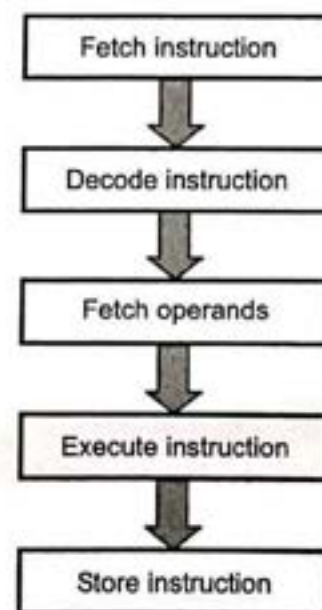 Fetch instruction
Decode instruction
Fetch operands
Execute instruction
Store instruction